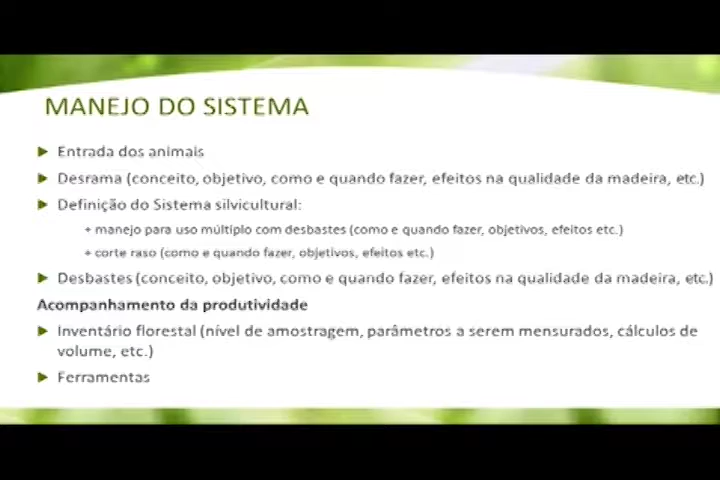 MANEJO DO SISTEMA
Entrada dos animais
Desrama (conceito, objetivo, como e quando fazer, efeitos na qualidade da madeira, etc.)
Definição do Sistema silvicultural:
+ manejo para uso múltiplo com desbastes (como e quando fazer, objetivos, efeitos etc.)
+ corte raso (como e quando fazer, objetivos, efeitos etc.)
Desbastes (conceito, objetivo, como e quando fazer, efeitos na qualidade da madeira, etc.)
Acompanhamento da produtividade
Inventário florestal (nível de amostragem, parâmetros a serem mensurados, cálculos de
volume, etc.)
Ferramentas